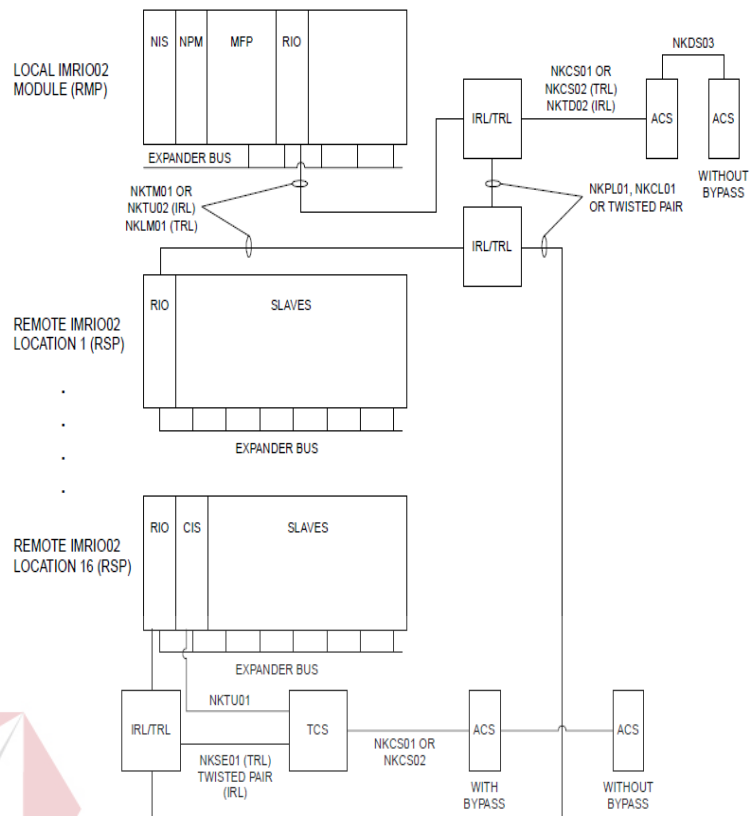 NIS NPM MFP RIO
LOCAL IMRIO02
MODULE (RMP)
EXPANDER BUS
NKTM01 OR
NKTU02 (IRL)
NKLM01 (TRL)
IRL/TRL
NKCS01 OR
NKCS02 (TRL)
NKTD02 (IRL)
NKDS03
ACS
ACS
WITHOUT
BYPASS
NKPL01, NKCL01
OR TWISTED PAIR
IRL/TRL
RIO SLAVES
REMOTE IMRIO02
LOCATION 1 (RSP)
EXPANDER BUS
RIO CIS SLAVES
REMOTE IMRIO02
LOCATION 16 (RSP)
EXPANDER BUS
NKTU01
IRL/TRL
NKSE01 (TRL)
TWISTED PAIR
(IRL)
TCS
NKCS01 OR
NKCS02
ACS
WITH
BYPASS
ACS
WITHOUT
BYPASS